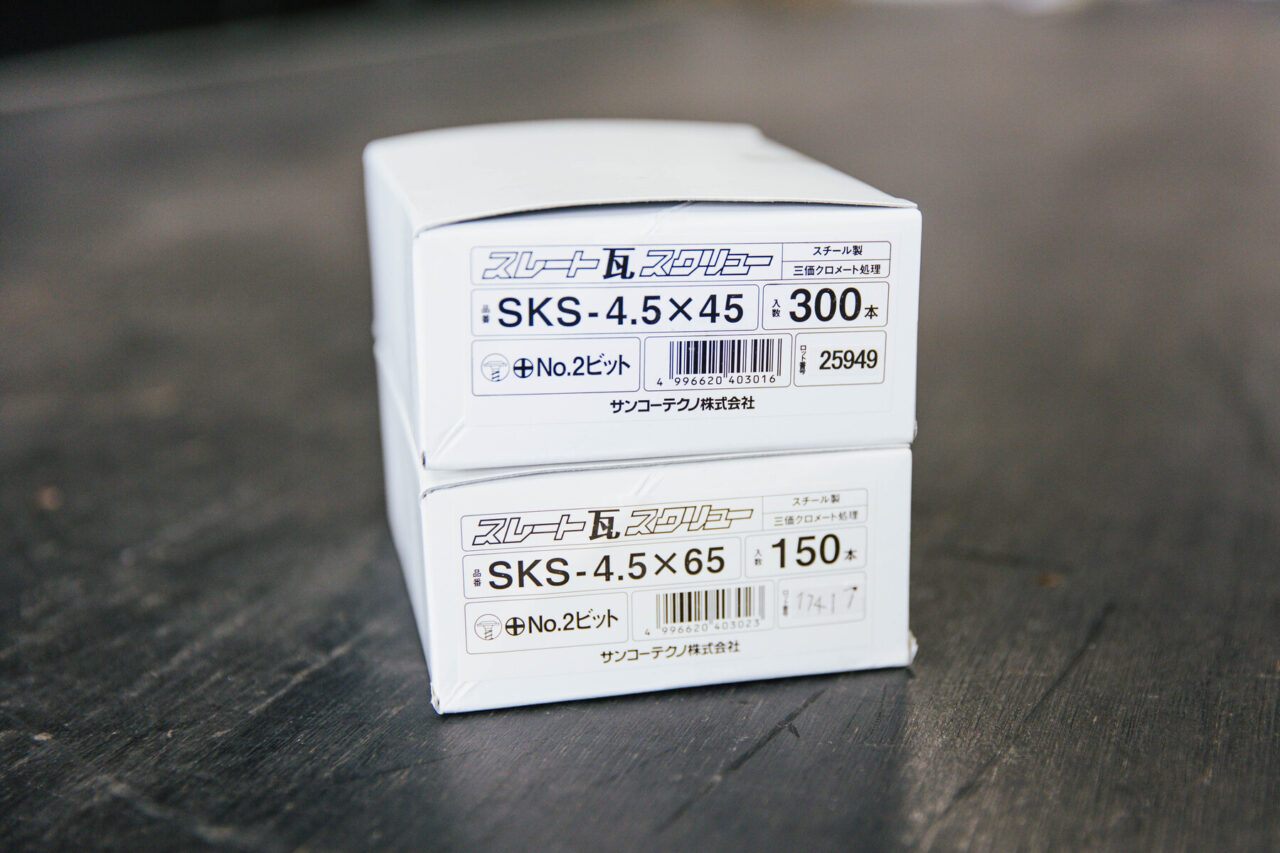 スレート瓦スクリュー
スチール製
三価クロメート処理
品番 SKS-4.5×45
入数 300本
No.2ビット
4 996620 403016
ロット番号 25949
サンコーテクノ株式会社
スレート瓦スクリュー
スチール製
三価クロメート処理
品番 SKS-4.5×65
入数 150本
No.2ビット
4 996620 403023
ロット番号
サンコーテクノ株式会社